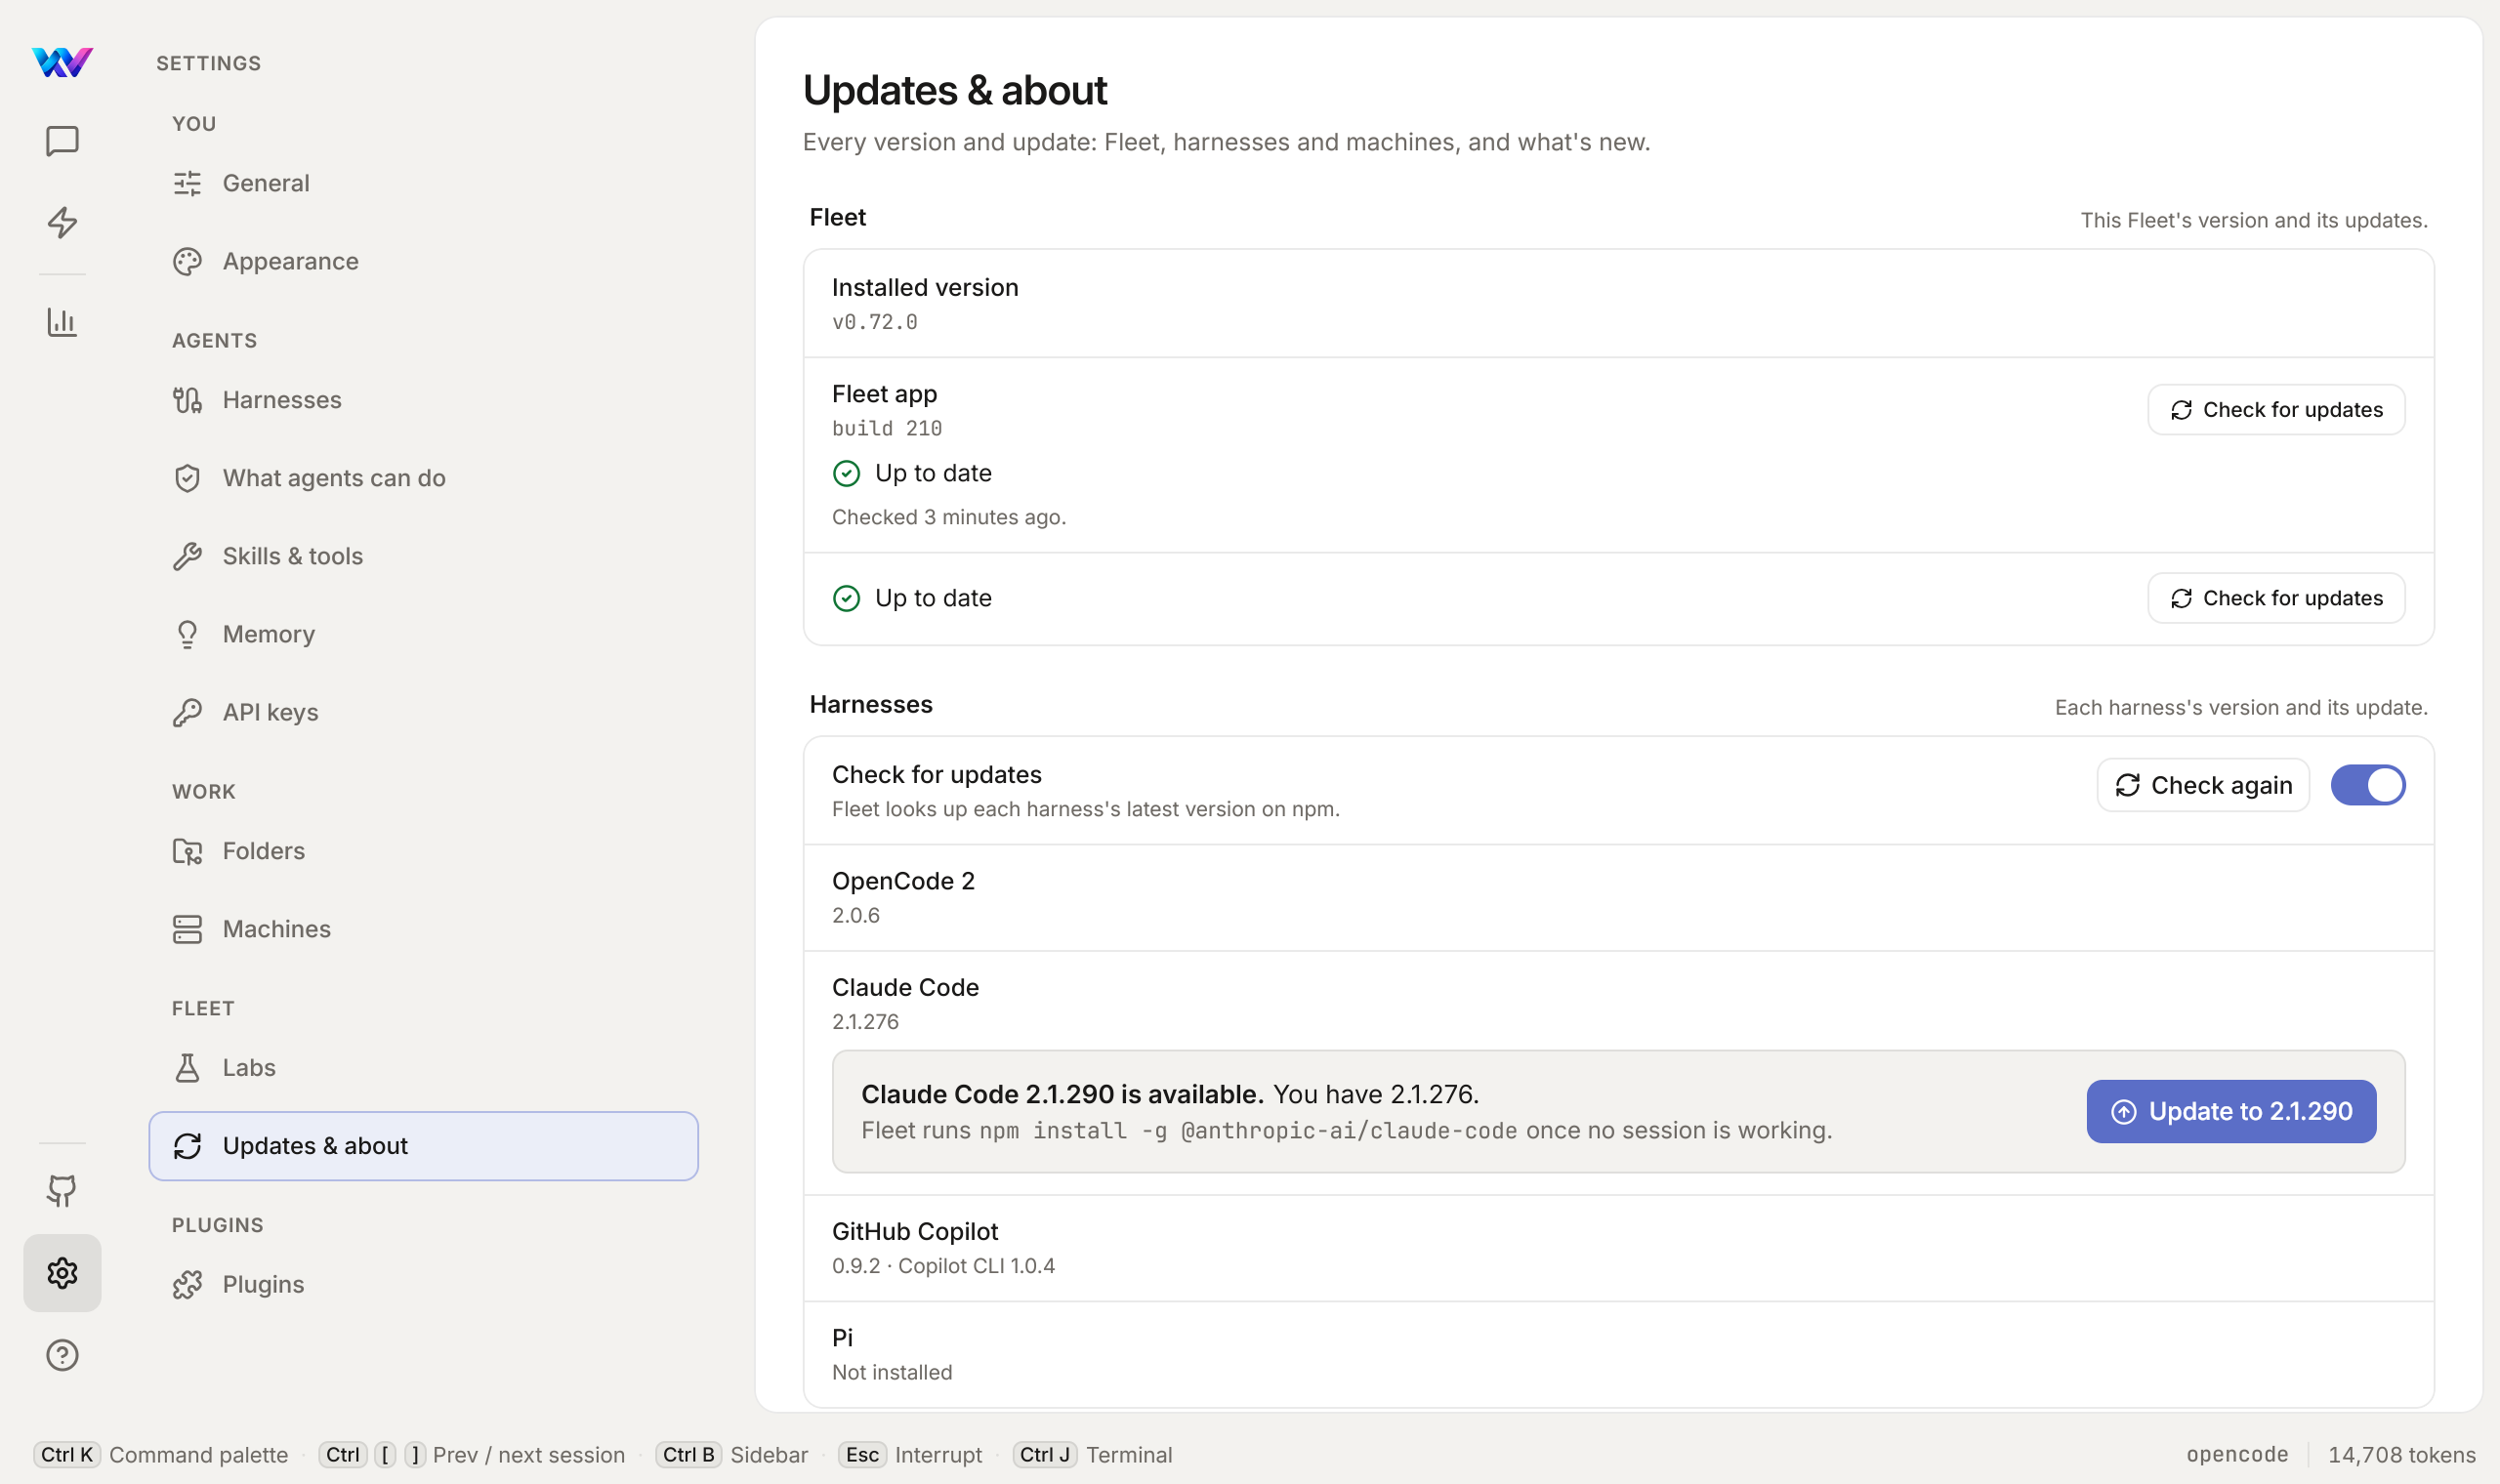 SETTINGS
YOU
General
Appearance
AGENTS
Harnesses
What agents can do
Skills & tools
Memory
API keys
WORK
Folders
Machines
FLEET
Labs
Updates & about
PLUGINS
Plugins
Updates & about
Every version and update: Fleet, harnesses and machines, and what's new.
Fleet
This Fleet's version and its updates.
Installed version
v0.72.0
Fleet app
build 210
Check for updates
Up to date
Checked 3 minutes ago.
Up to date
Check for updates
Harnesses
Each harness's version and its update.
Check for updates
Fleet looks up each harness's latest version on npm.
Check again
OpenCode 2
2.0.6
Claude Code
2.1.276
Claude Code 2.1.290 is available. You have 2.1.276.
Fleet runs npm install -g @anthropic-ai/claude-code once no session is working.
Update to 2.1.290
GitHub Copilot
0.9.2 · Copilot CLI 1.0.4
Pi
Not installed
Ctrl K Command palette · Ctrl [ ] Prev / next session · Ctrl B Sidebar · Esc Interrupt · Ctrl J Terminal
opencode
14,708 tokens